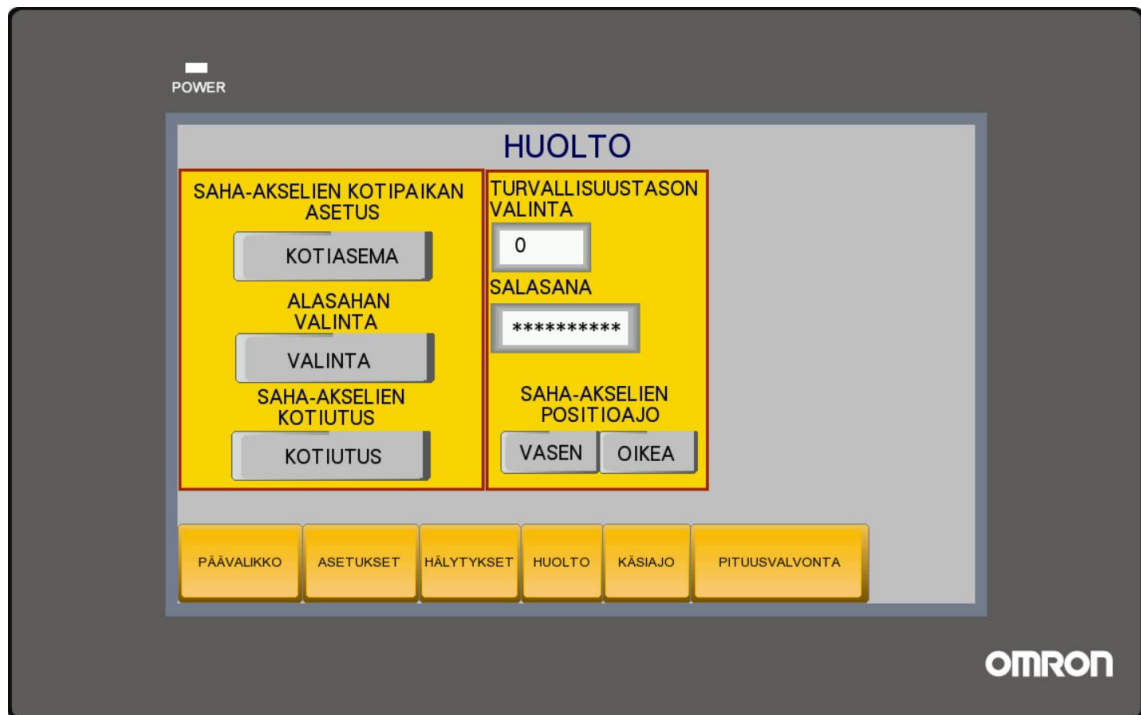 POWER
HUOLTO
SAHA-AKSELIEN KOTIPAIKAN
ASETUS
KOTIASEMA
ALASAHAN
VALINTA
VALINTA
SAHA-AKSELIEN
KOTIUTUS
KOTIUTUS
TURVALLISUUSTASON
VALINTA
0
SALASANA
**********
SAHA-AKSELIEN
POSITIOAJO
VASEN OIKEA
PÄÄVALIKKO ASETUKSET HÄLYTYKSET HUOLTO KÄSIAJO PITUUSVALVONTA
OMRON